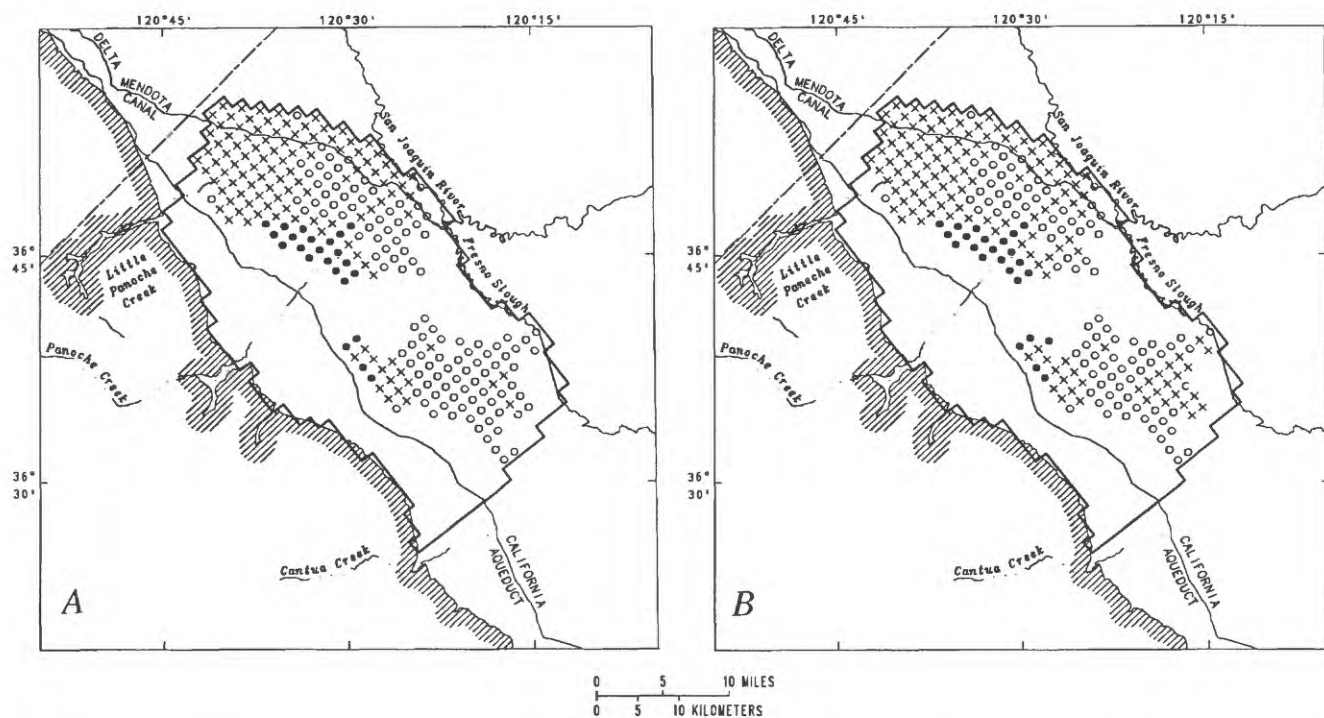 120°45' 120°30' 120°15'
DELTA
MENDOTA
CANAL
San Joaquin River
Fresno Slough
36°
45'
Little
Panoche
Creek
Panoche Creek
36°
30'
Cantua Creek
CALIFORNIA
AQUEDUCT
A
120°45' 120°30' 120°15'
DELTA
MENDOTA
CANAL
San Joaquin River
Fresno Slough
36°
45'
Little
Panoche
Creek
Panoche Creek
36°
30'
Cantua Creek
CALIFORNIA
AQUEDUCT
B
0 5 10 MILES
0 5 10 KILOMETERS